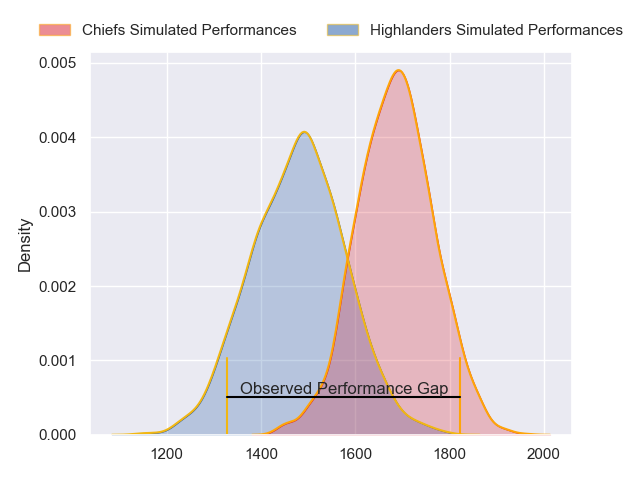 Chiefs Simulated Performances
Highlanders Simulated Performances
0.005
0.004
0.003
0.002
0.001
0.000
Density
Observed Performance Gap
1200
1400
1600
1800
2000